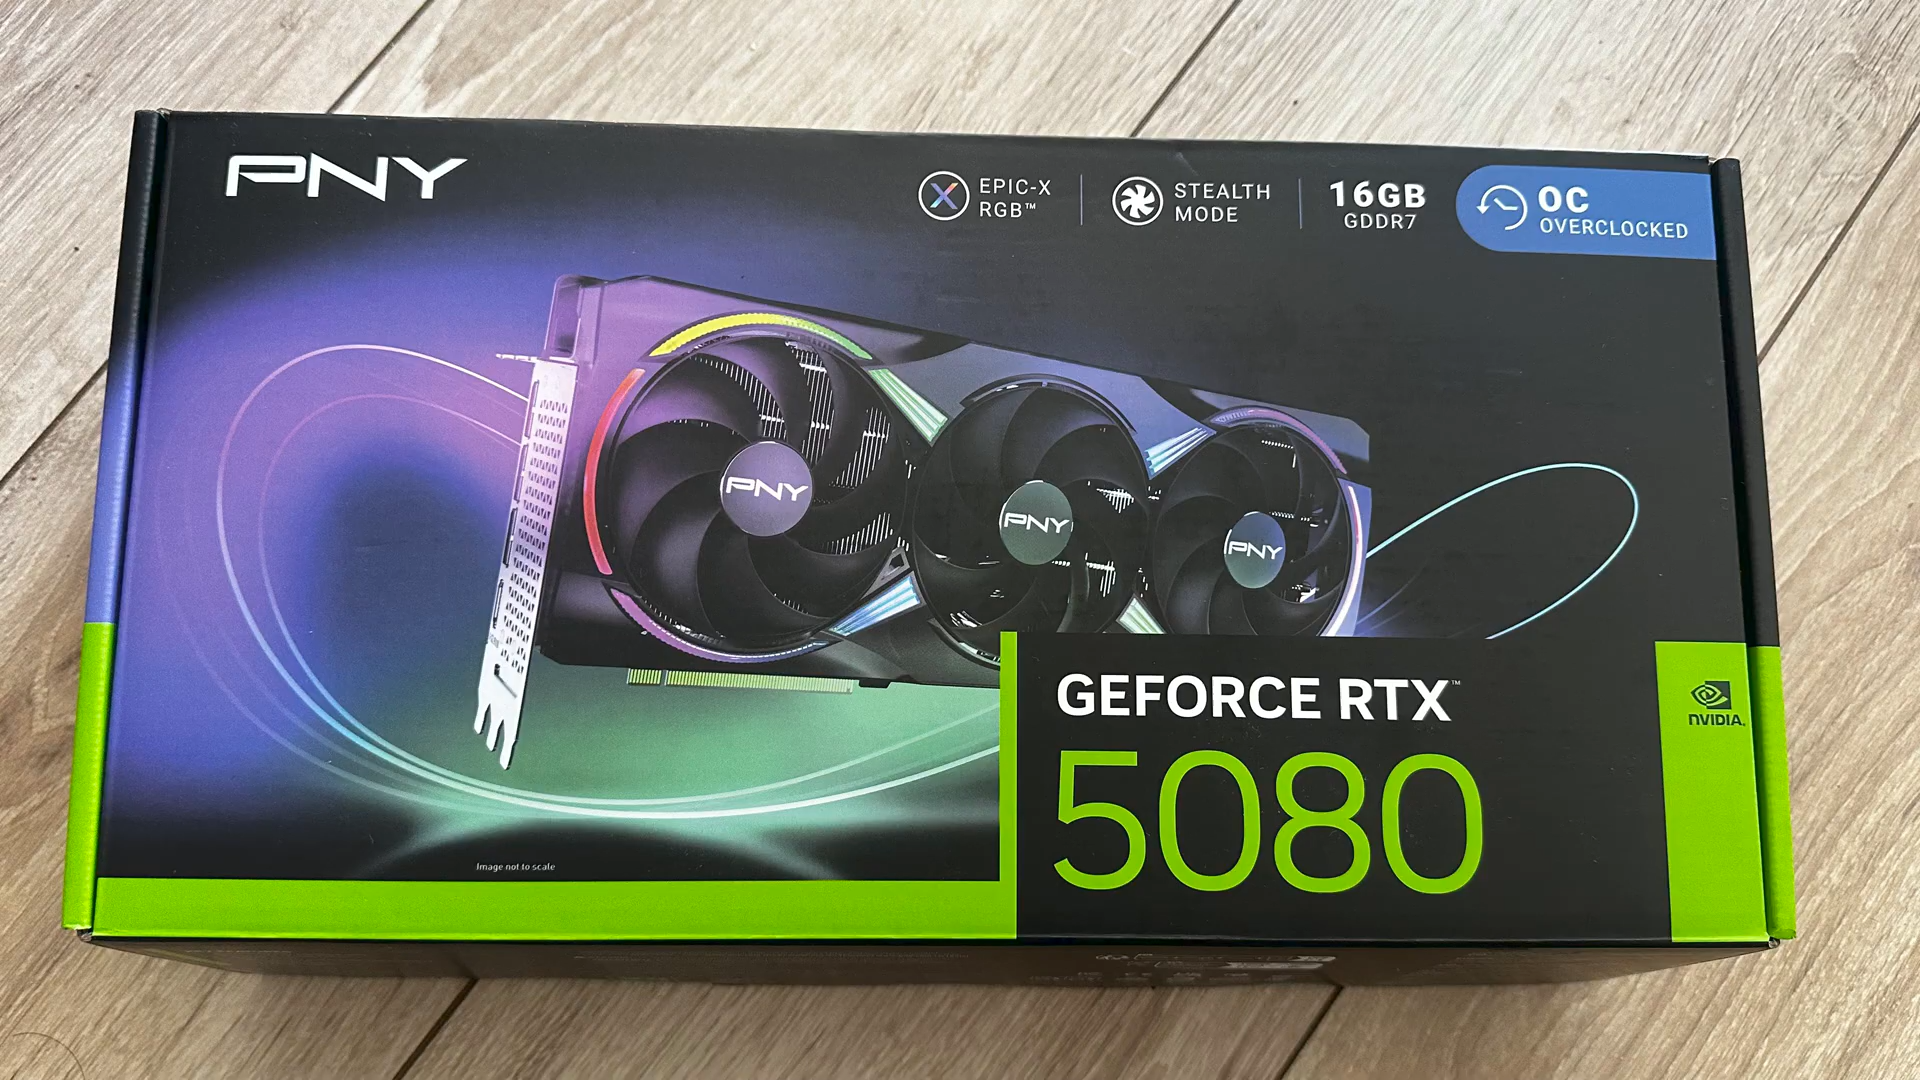 PNY
EPIC-X
RGB™
STEALTH
MODE
16GB
GDDR7
OC
OVERCLOCKED
PNY
PNY
PNY
GEFORCE RTX™
5080
NVIDIA.
Image not to scale